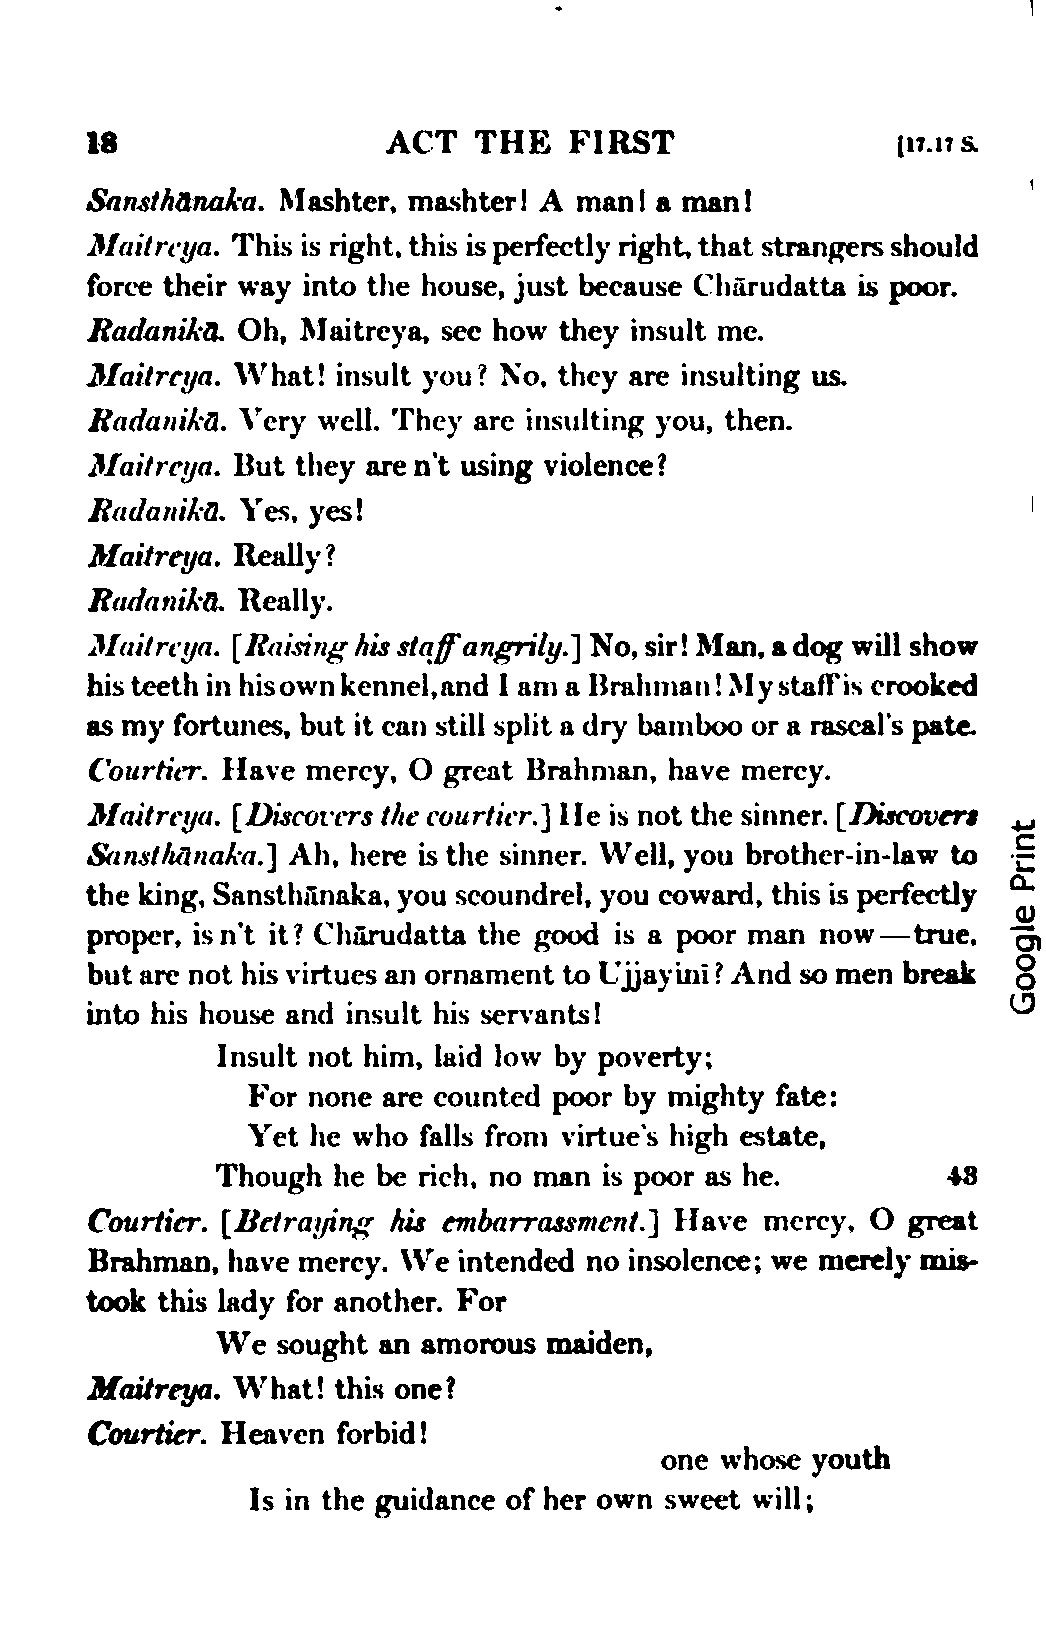 18 ACT THE FIRST [17.17 S.
Sansthānaka. Mashter, mashter! A man! a man!
Maitreya. This is right, this is perfectly right, that strangers should
force their way into the house, just because Chārudatta is poor.
Radanikā. Oh, Maitreya, see how they insult me.
Maitreya. What! insult you? No, they are insulting us.
Radanikā. Very well. They are insulting you, then.
Maitreya. But they are n't using violence?
Radanikā. Yes, yes!
Maitreya. Really?
Radanikā. Really.
Maitreya. [Raising his staff angrily.] No, sir! Man, a dog will show
his teeth in his own kennel, and I am a Brahman! My staff is crooked
as my fortunes, but it can still split a dry bamboo or a rascal's pate.
Courtier. Have mercy, O great Brahman, have mercy.
Maitreya. [Discovers the courtier.] He is not the sinner. [Discovers
Sansthānaka.] Ah, here is the sinner. Well, you brother-in-law to
the king, Sansthānaka, you scoundrel, you coward, this is perfectly
proper, is n't it? Chārudatta the good is a poor man now—true,
but are not his virtues an ornament to Ujjayinī? And so men break
into his house and insult his servants!
Insult not him, laid low by poverty;
For none are counted poor by mighty fate:
Yet he who falls from virtue's high estate,
Though he be rich, no man is poor as he. 43
Courtier. [Betraying his embarrassment.] Have mercy, O great
Brahman, have mercy. We intended no insolence; we merely mis-
took this lady for another. For
We sought an amorous maiden,
Maitreya. What! this one?
Courtier. Heaven forbid!
one whose youth
Is in the guidance of her own sweet will;
Google Print